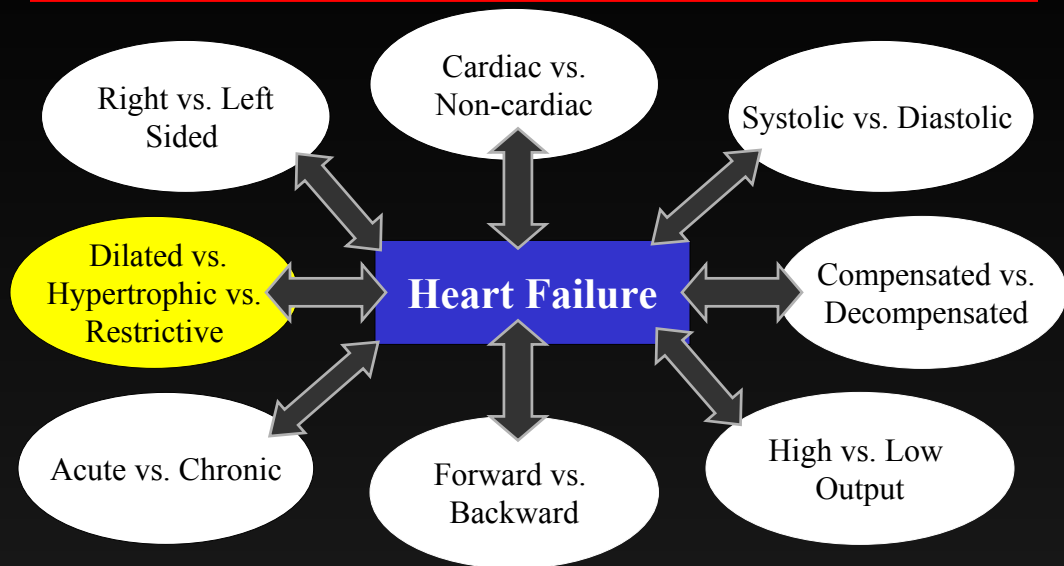 Cardiac vs.
Non-cardiac
Right vs. Left
Sided
Systolic vs. Diastolic
Dilated vs.
Hypertrophic vs.
Restrictive
Heart Failure
Compensated vs.
Decompensated
Acute vs. Chronic
Forward vs.
Backward
High vs. Low
Output